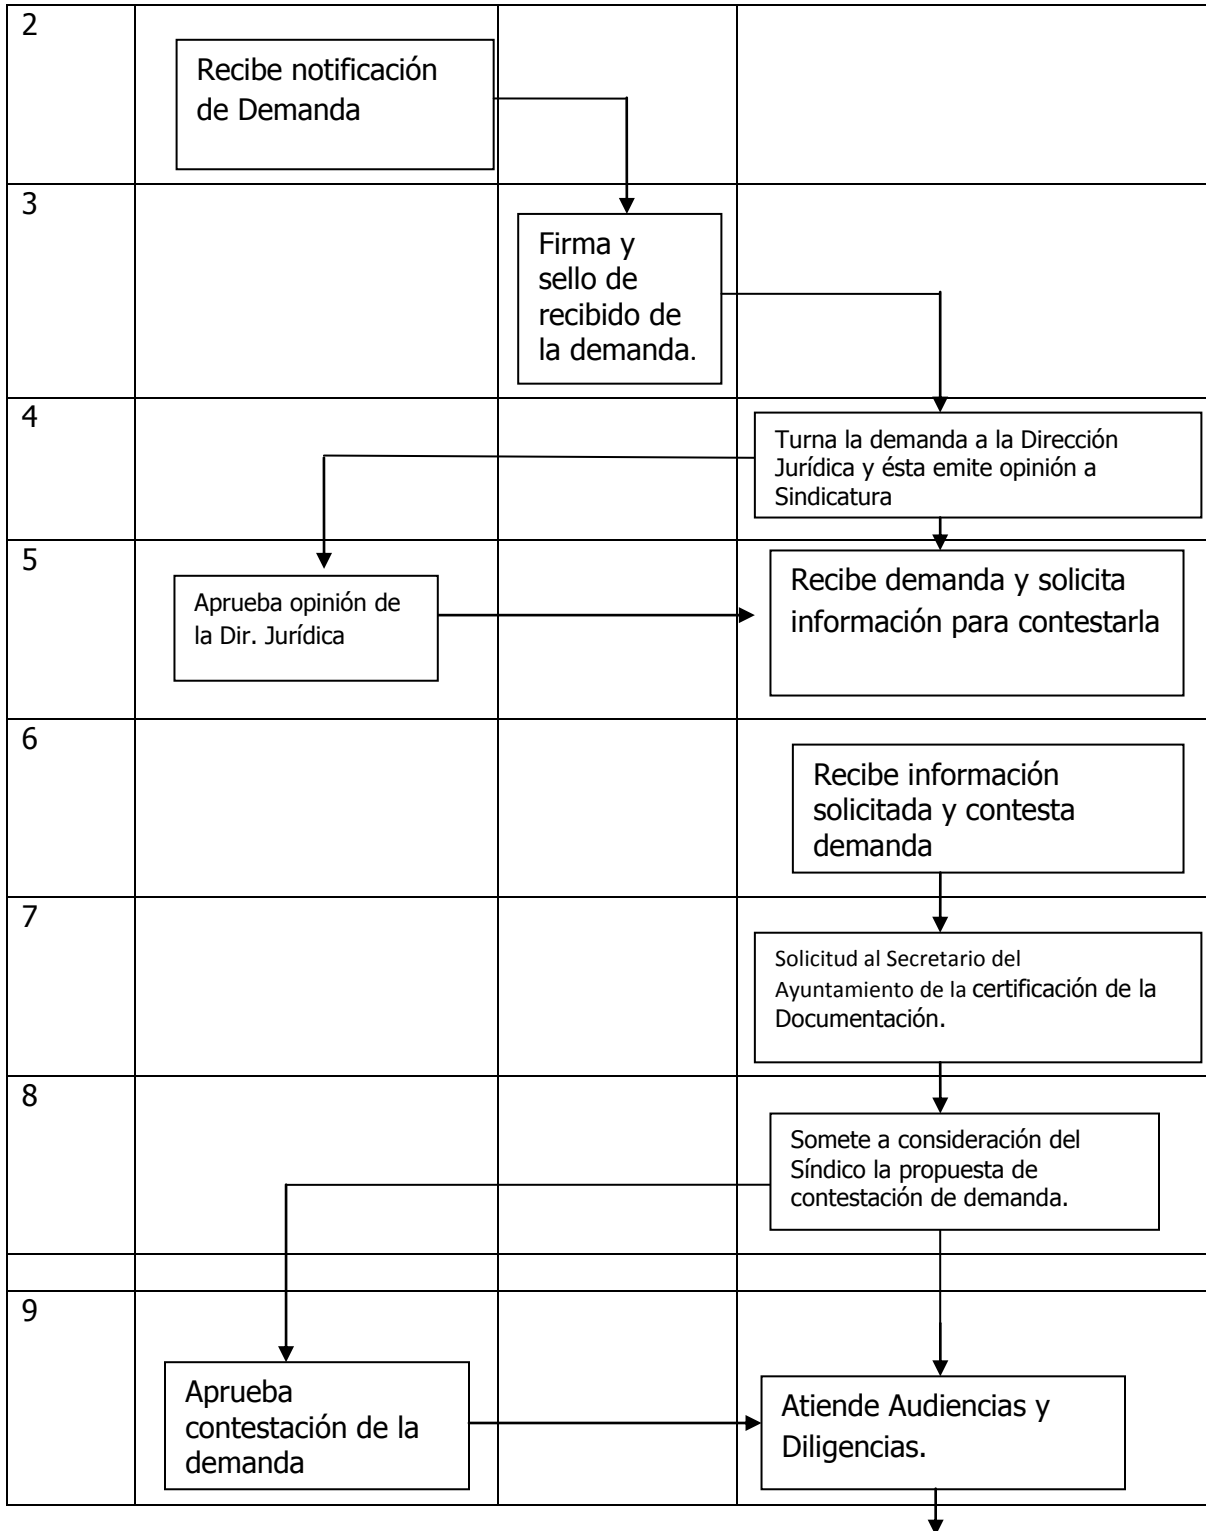 2
Recibe notificación
de Demanda
3
Firma y
sello de
recibido de
la demanda.
4
Turna la demanda a la Dirección
Jurídica y ésta emite opinión a
Sindicatura
5
Aprueba opinión de
la Dir. Jurídica
Recibe demanda y solicita
información para contestarla
6
Recibe información
solicitada y contesta
demanda
7
Solicitud al Secretario del
Ayuntamiento de la certificación de la
Documentación.
8
Somete a consideración del
Síndico la propuesta de
contestación de demanda.
9
Aprueba
contestación de la
demanda
Atiende Audiencias y
Diligencias.